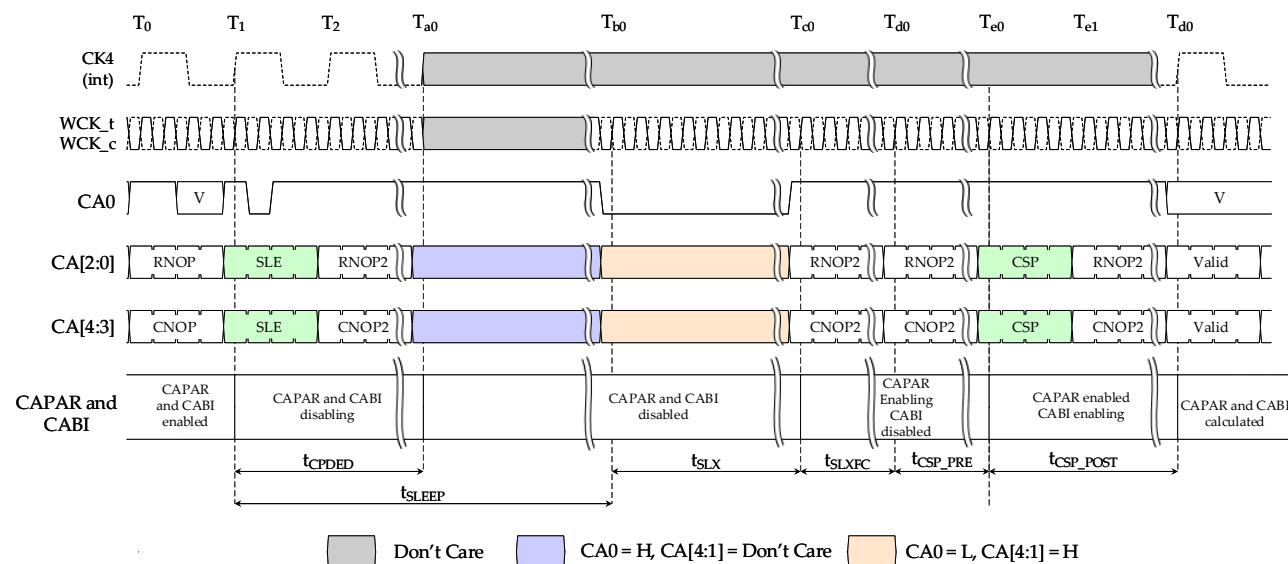 T0 T1 T2 Ta0 Tb0 Tc0 Td0 Te0 Te1 Td0
CK4
(int)
WCK_t
WCK_c
CA0
V
V
CA[2:0]
RNOP SLE RNOP2 RNOP2 RNOP2 CSP RNOP2 Valid
CA[4:3]
CNOP SLE CNOP2 CNOP2 CNOP2 CSP CNOP2 Valid
CAPAR and
CABI
CAPAR
and CABI
enabled
CAPAR and CABI
disabling
CAPAR and CABI
disabled
CAPAR
Enabling
CABI
disabled
CAPAR enabled
CABI enabling
CAPAR and CABI
calculated
tCPDED tSLX tSLXFC tCSP_PRE tCSP_POST
tSLEEP
Don't Care
CA0 = H, CA[4:1] = Don't Care
CA0 = L, CA[4:1] = H